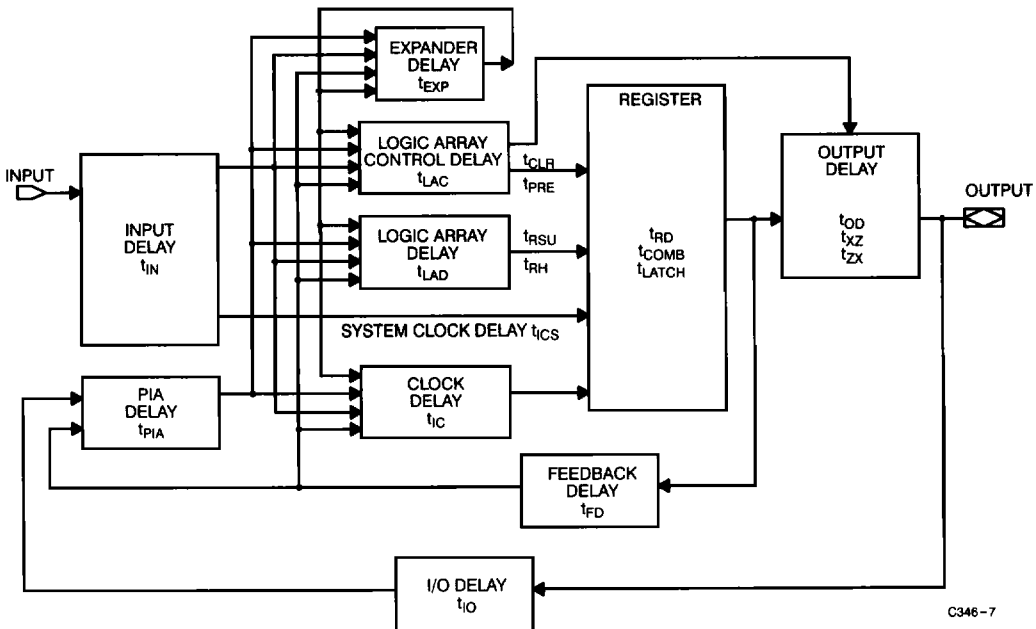 EXPANDER
DELAY
tEXP
REGISTER
LOGIC ARRAY
CONTROL DELAY
tLAC
tCLR
tPRE
OUTPUT
DELAY
tOD
tXZ
tZX
INPUT
OUTPUT
INPUT
DELAY
tIN
LOGIC ARRAY
DELAY
tLAD
tRSU
tRH
tRD
tCOMB
tLATCH
SYSTEM CLOCK DELAY tICS
PIA
DELAY
tPIA
CLOCK
DELAY
tIC
FEEDBACK
DELAY
tFD
I/O DELAY
tIO
C346-7